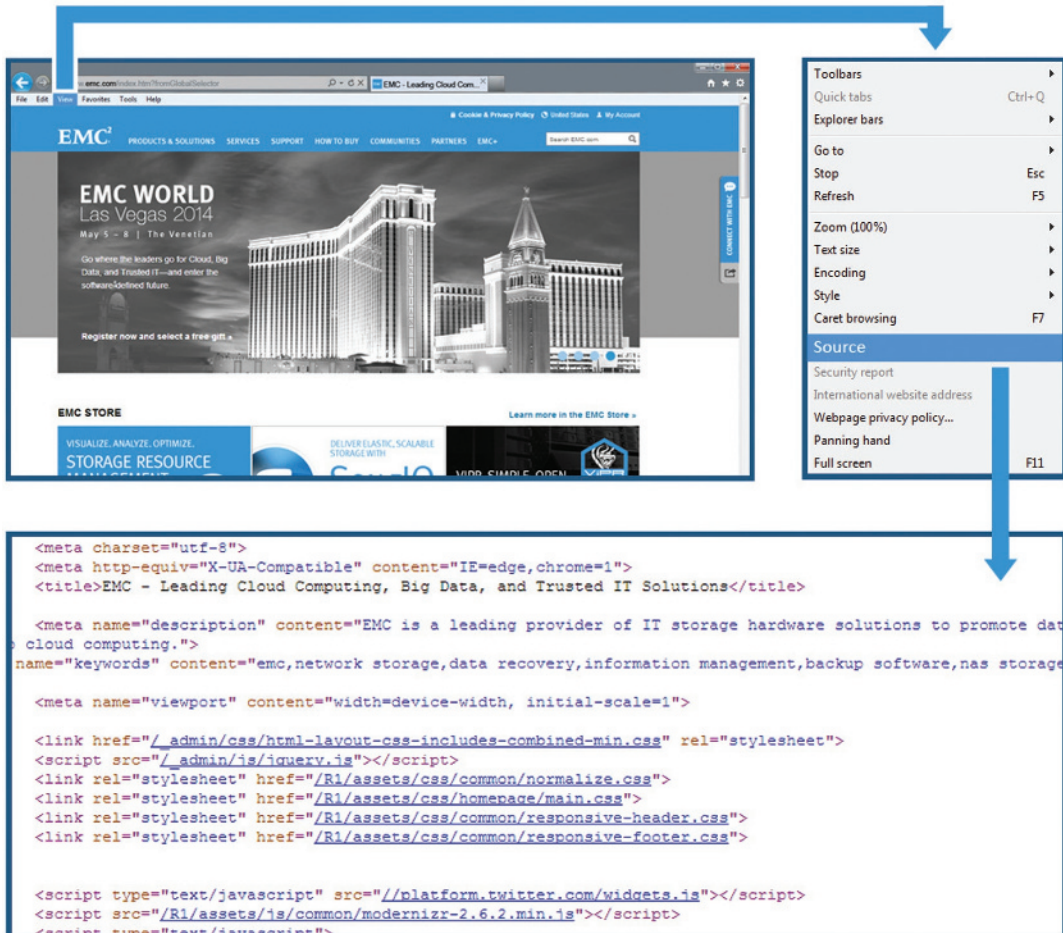 www.emc.com/index.htm?fromGlobalSelector
EMC - Leading Cloud Com...
File Edit View Favorites Tools Help
Cookie & Privacy Policy United States My Account
EMC²
PRODUCTS & SOLUTIONS SERVICES SUPPORT HOW TO BUY COMMUNITIES PARTNERS EMC+
Search EMC.com
EMC WORLD
Las Vegas 2014
May 5 – 8 | The Venetian
Go where the leaders go for Cloud, Big
Data, and Trusted IT—and enter the
software-defined future.
Register now and select a free gift »
CONNECT WITH EMC
EMC STORE
Learn more in the EMC Store »
VISUALIZE. ANALYZE. OPTIMIZE.
STORAGE RESOURCE
MANAGEMENT
DELIVER ELASTIC, SCALABLE
STORAGE WITH
ScaleIO
VIPR: SIMPLE, OPEN
ViPR
Toolbars
Quick tabs Ctrl+Q
Explorer bars
Go to
Stop Esc
Refresh F5
Zoom (100%)
Text size
Encoding
Style
Caret browsing F7
Source
Security report
International website address
Webpage privacy policy...
Panning hand
Full screen F11
<meta charset="utf-8">
<meta http-equiv="X-UA-Compatible" content="IE=edge,chrome=1">
<title>EMC - Leading Cloud Computing, Big Data, and Trusted IT Solutions</title>
<meta name="description" content="EMC is a leading provider of IT storage hardware solutions to promote dat
cloud computing.">
name="keywords" content="emc,network storage,data recovery,information management,backup software,nas storage
<meta name="viewport" content="width=device-width, initial-scale=1">
<link href="/_admin/css/html-layout-css-includes-combined-min.css" rel="stylesheet">
<script src="/_admin/js/jquery.js"></script>
<link rel="stylesheet" href="/R1/assets/css/common/normalize.css">
<link rel="stylesheet" href="/R1/assets/css/homepage/main.css">
<link rel="stylesheet" href="/R1/assets/css/common/responsive-header.css">
<link rel="stylesheet" href="/R1/assets/css/common/responsive-footer.css">
<script type="text/javascript" src="//platform.twitter.com/widgets.js"></script>
<script src="/R1/assets/js/common/modernizr-2.6.2.min.js"></script>
<script type="text/javascript">